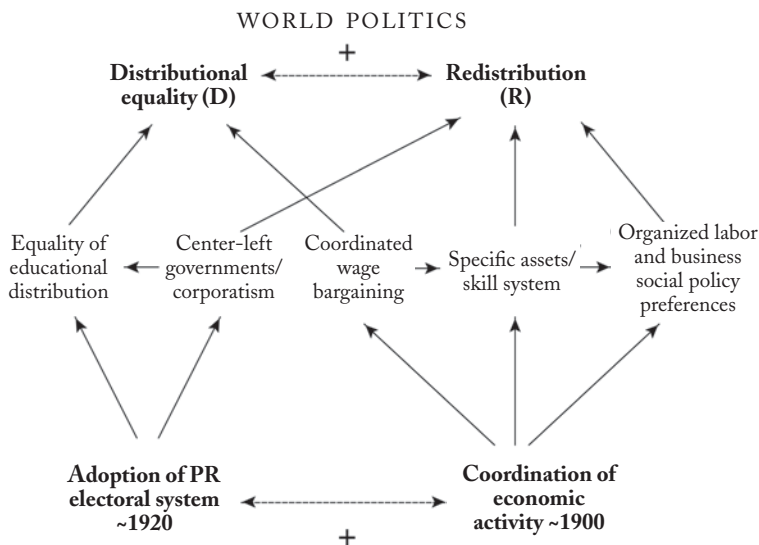 WORLD POLITICS
+
Distributional
equality (D)
Redistribution
(R)
Equality of
educational
distribution
Center-left
governments/
corporatism
Coordinated
wage
bargaining
Specific assets/
skill system
Organized labor
and business
social policy
preferences
Adoption of PR
electoral system
~1920
Coordination of
economic
activity ~1900
+